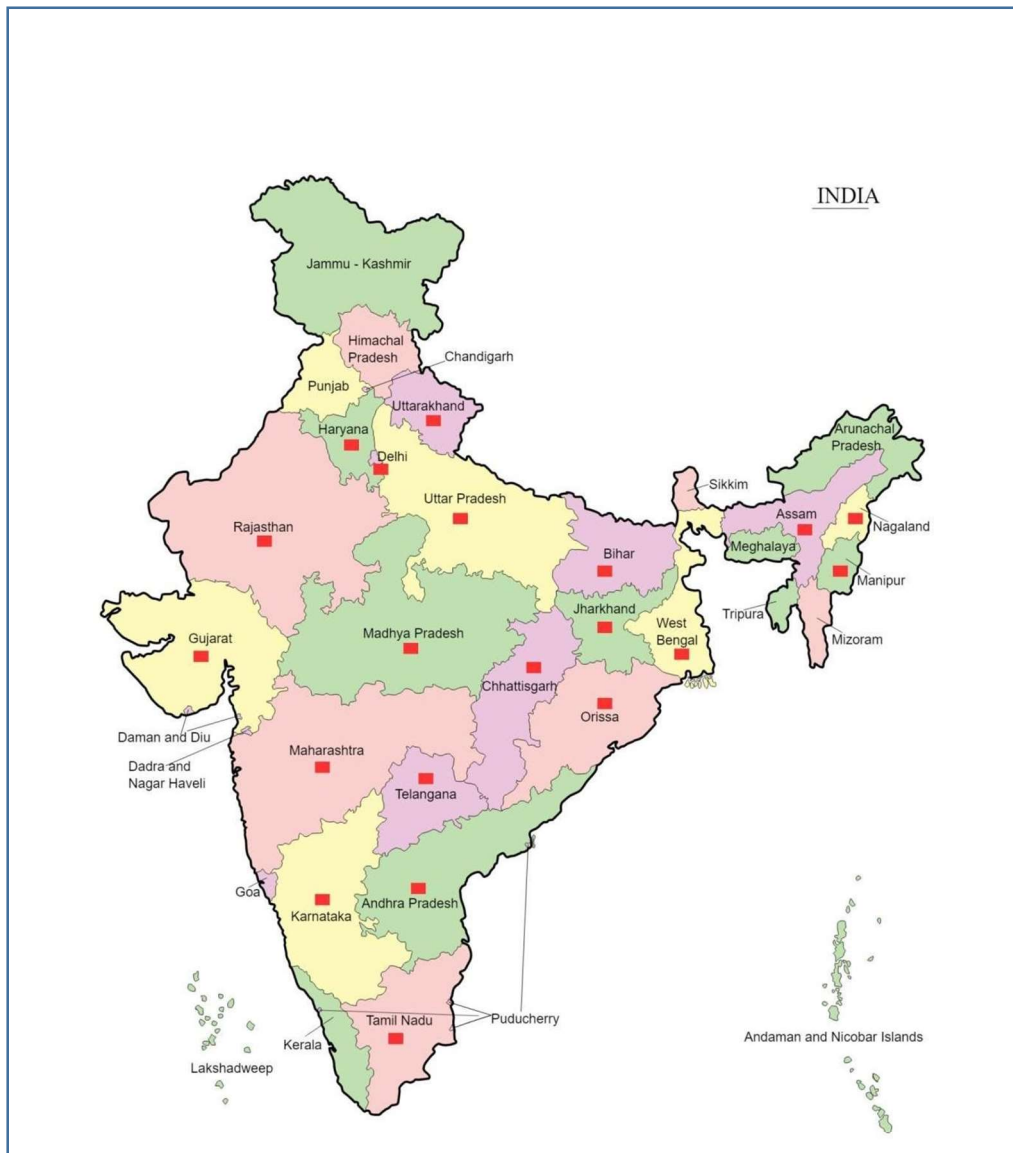 INDIA
Jammu - Kashmir
Himachal
Pradesh
Chandigarh
Punjab
Uttarakhand
Haryana
Delhi
Arunachal
Pradesh
Sikkim
Uttar Pradesh
Assam
Nagaland
Rajasthan
Bihar
Meghalaya
Manipur
Jharkhand
Tripura
West
Bengal
Madhya Pradesh
Gujarat
Mizoram
Chhattisgarh
Orissa
Daman and Diu
Maharashtra
Dadra and
Nagar Haveli
Telangana
Goa
Andhra Pradesh
Karnataka
Puducherry
Tamil Nadu
Kerala
Andaman and Nicobar Islands
Lakshadweep